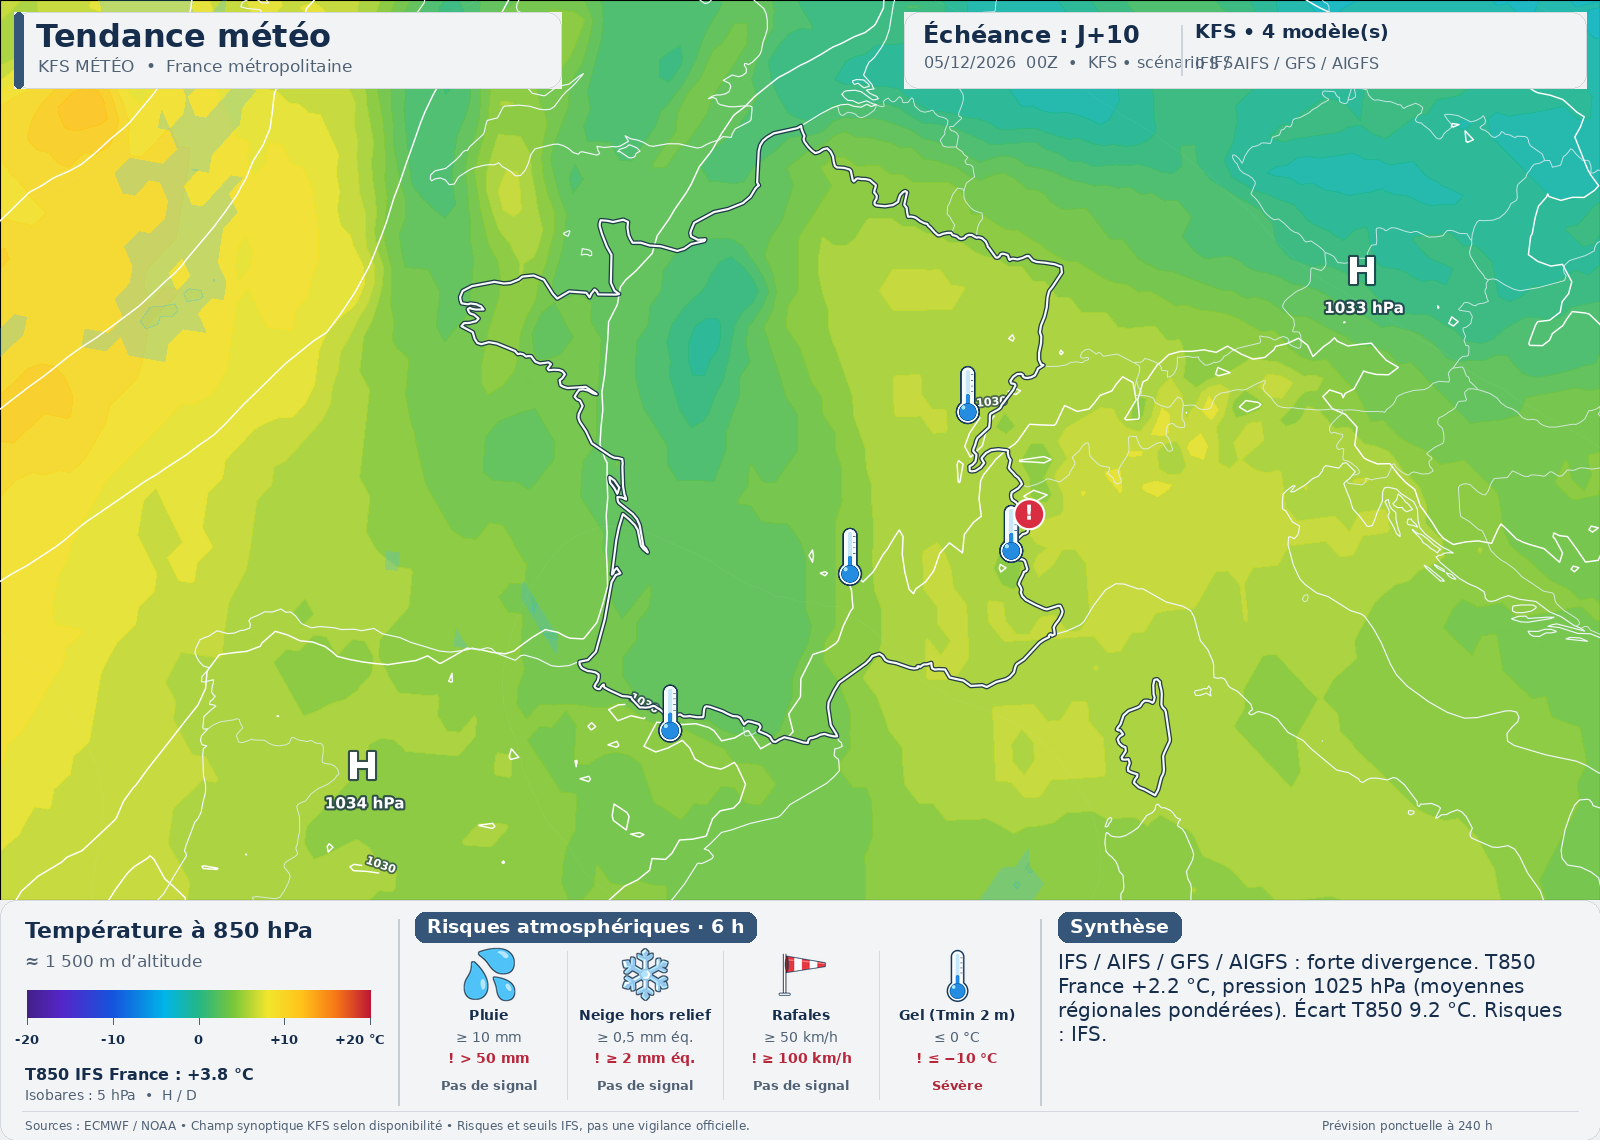 Tendance météo
KFS MÉTÉO • France métropolitaine
Échéance : J+10
05/12/2026 00Z • KFS • scénario IFS
KFS • 4 modèle(s)
IFS / AIFS / GFS / AIGFS
H
1033 hPa
1030
!
1030
H
1034 hPa
1030
Température à 850 hPa
≈ 1 500 m d’altitude
-20 -10 0 +10 +20 °C
T850 IFS France : +3.8 °C
Isobares : 5 hPa • H / D
Risques atmosphériques · 6 h
Pluie
≥ 10 mm
! > 50 mm
Pas de signal
Neige hors relief
≥ 0,5 mm éq.
! ≥ 2 mm éq.
Pas de signal
Rafales
≥ 50 km/h
! ≥ 100 km/h
Pas de signal
Gel (Tmin 2 m)
≤ 0 °C
! ≤ −10 °C
Sévère
Synthèse
IFS / AIFS / GFS / AIGFS : forte divergence. T850
France +2.2 °C, pression 1025 hPa (moyennes
régionales pondérées). Écart T850 9.2 °C. Risques
: IFS.
Sources : ECMWF / NOAA • Champ synoptique KFS selon disponibilité • Risques et seuils IFS, pas une vigilance officielle.
Prévision ponctuelle à 240 h